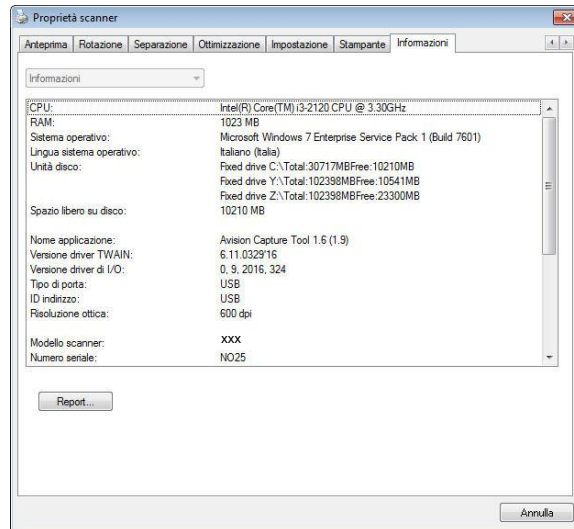 Proprietà scanner
Anteprima Rotazione Separazione Ottimizzazione Impostazione Stampante Informazioni
Informazioni
CPU: Intel(R) Core(TM) i3-2120 CPU @ 3.30GHz
RAM: 1023 MB
Sistema operativo: Microsoft Windows 7 Enterprise Service Pack 1 (Build 7601)
Lingua sistema operativo: Italiano (Italia)
Unità disco: Fixed drive C:\Total:30717MBFree:10210MB
Fixed drive Y:\Total:102398MBFree:10541MB
Fixed drive Z:\Total:102398MBFree:23300MB
Spazio libero su disco: 10210 MB
Nome applicazione: Avision Capture Tool 1.6 (1.9)
Versione driver TWAIN: 6.11.0329'16
Versione driver di I/O: 0, 9, 2016, 324
Tipo di porta: USB
ID indirizzo: USB
Risoluzione ottica: 600 dpi
Modello scanner: XXX
Numero seriale: NO25
Report...
Annulla